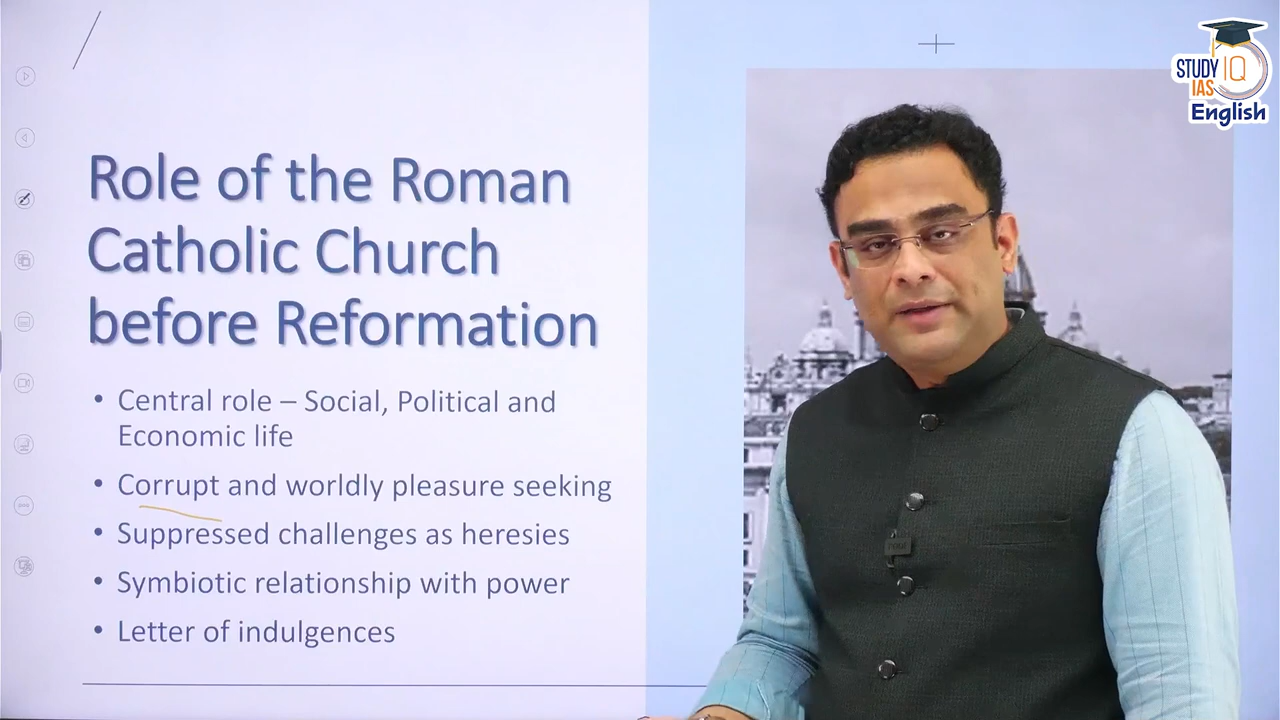 Role of the Roman
Catholic Church
before Reformation
• Central role – Social, Political and
Economic life
• Corrupt and worldly pleasure seeking
• Suppressed challenges as heresies
• Symbiotic relationship with power
• Letter of indulgences
STUDY IQ
IAS
English